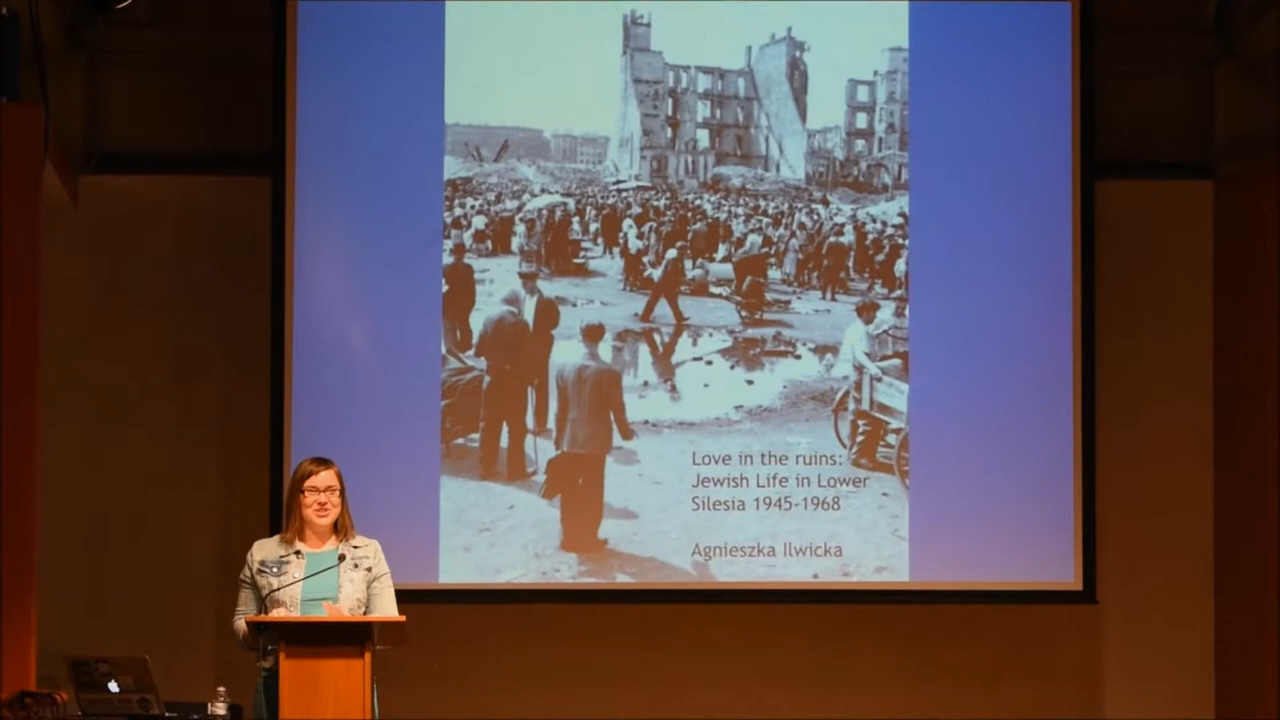 Love in the ruins:
Jewish Life in Lower
Silesia 1945-1968
Agnieszka Ilwicka